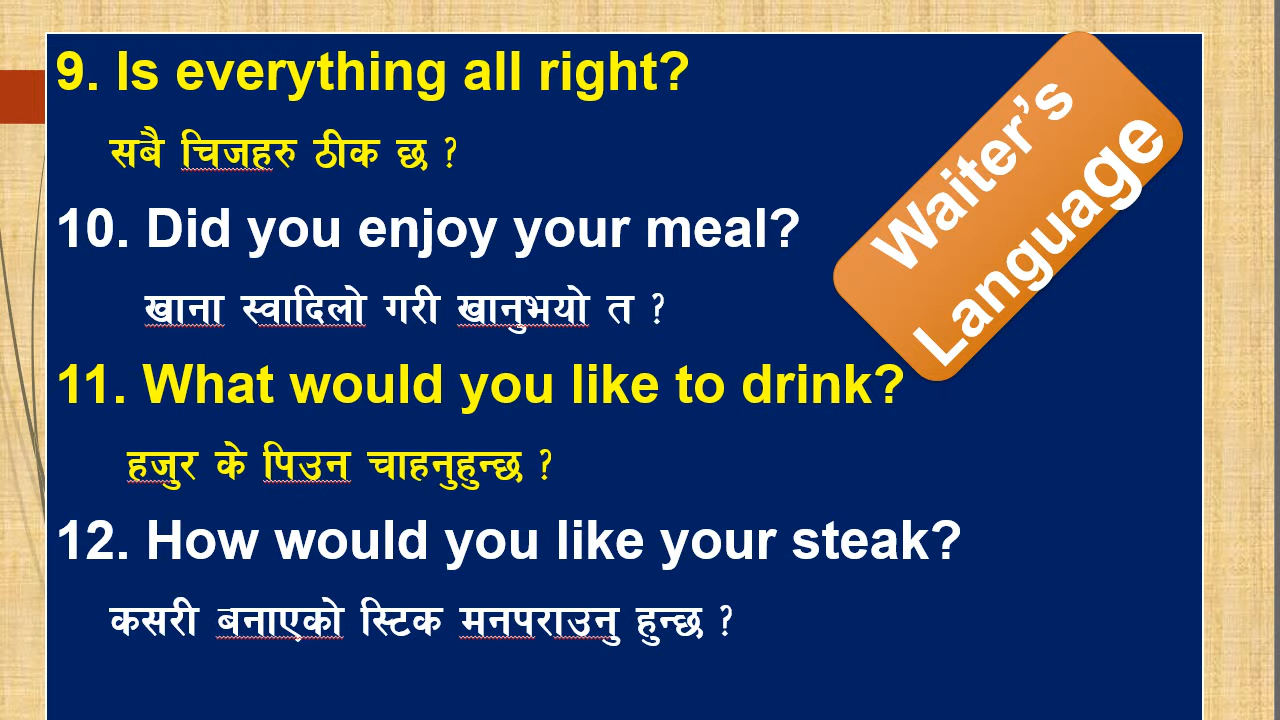 9. Is everything all right?
सबै चिजहरु ठीक छ ?
10. Did you enjoy your meal?
खाना स्वादिलो गरी खानुभयो त ?
11. What would you like to drink?
हजुर के पिउन चाहनुहुन्छ ?
12. How would you like your steak?
कसरी बनाएको स्टिक मनपराउनु हुन्छ ?
Waiter’s
Language